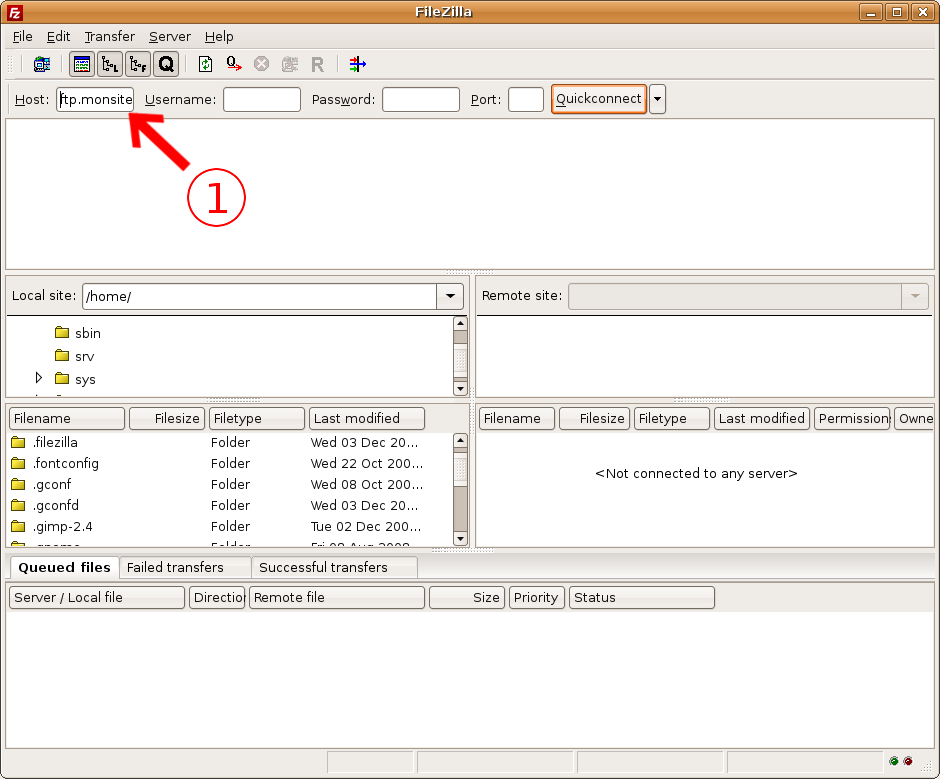 FileZilla
File Edit Transfer Server Help
Host: ftp.monsite Username: Password: Port: Quickconnect
1
Local site: /home/
Remote site:
sbin
srv
sys
Filename Filesize Filetype Last modified
Filename Filesize Filetype Last modified Permission Owne
.filezilla Folder Wed 03 Dec 20...
.fontconfig Folder Wed 22 Oct 200...
.gconf Folder Wed 08 Oct 200...
.gconfd Folder Wed 03 Dec 20...
.gimp-2.4 Folder Tue 02 Dec 200...
<Not connected to any server>
Queued files Failed transfers Successful transfers
Server / Local file Direction Remote file Size Priority Status